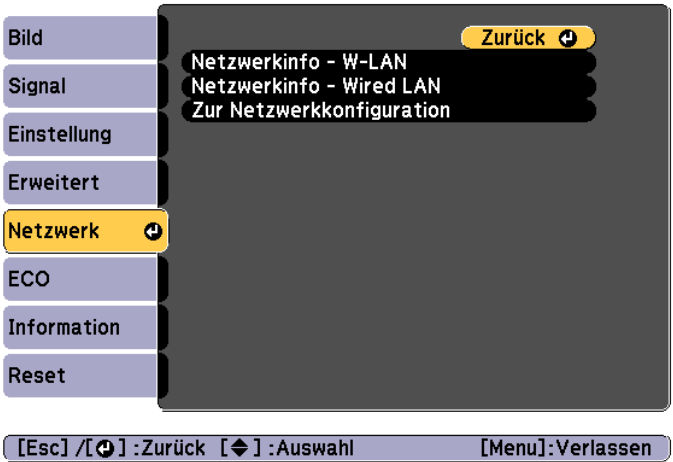 Bild
Signal
Einstellung
Erweitert
Netzwerk
ECO
Information
Reset
Zurück
Netzwerkinfo - W-LAN
Netzwerkinfo - Wired LAN
Zur Netzwerkkonfiguration
[Esc] /[ ] :Zurück [ ] :Auswahl [Menu]:Verlassen